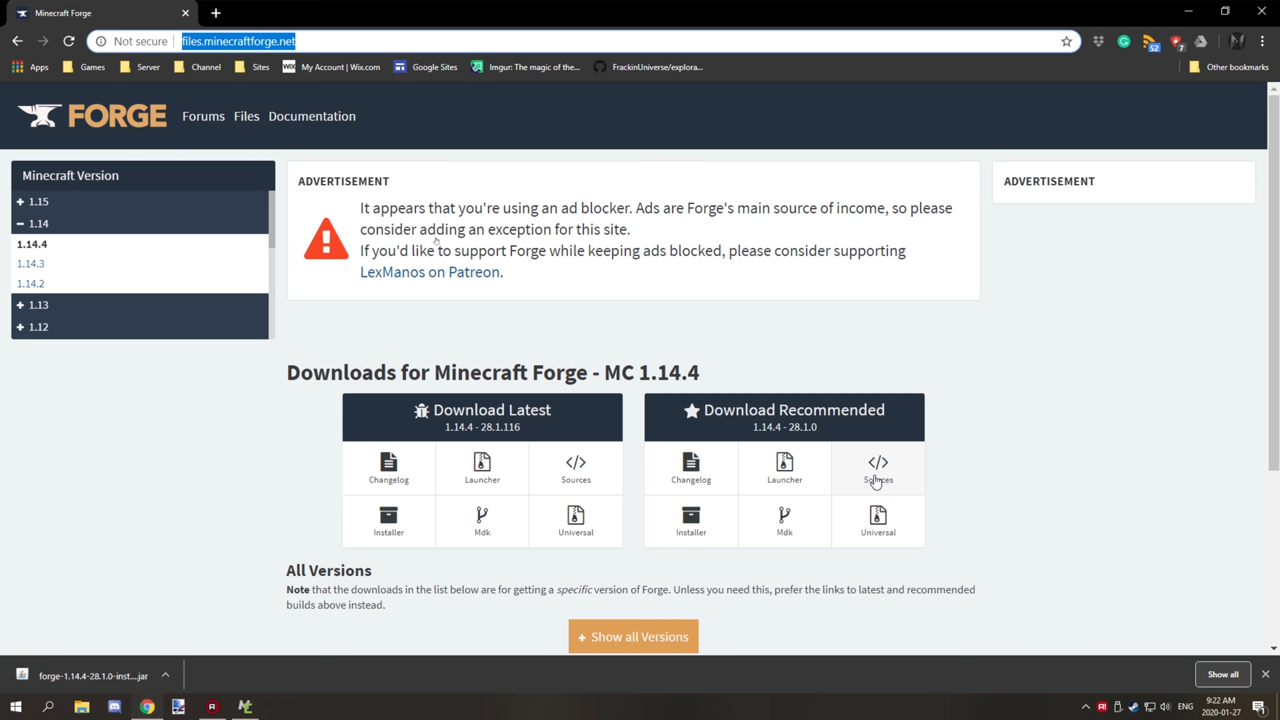 Minecraft Forge
Not secure
files.minecraftforge.net
52
7
Apps
Games
Server
Channel
Sites
WIX
My Account | Wix.com
Google Sites
Imgur: The magic of the...
FrackinUniverse/explora...
Other bookmarks
FORGE
Forums
Files
Documentation
Minecraft Version
+ 1.15
− 1.14
1.14.4
1.14.3
1.14.2
+ 1.13
+ 1.12
ADVERTISEMENT
It appears that you're using an ad blocker. Ads are Forge's main source of income, so please
consider adding an exception for this site.
If you'd like to support Forge while keeping ads blocked, please consider supporting
LexManos on Patreon.
ADVERTISEMENT
Downloads for Minecraft Forge - MC 1.14.4
Download Latest
1.14.4 - 28.1.116
Changelog
Launcher
Sources
Installer
Mdk
Universal
Download Recommended
1.14.4 - 28.1.0
Changelog
Launcher
Sources
Installer
Mdk
Universal
All Versions
Note that the downloads in the list below are for getting a specific version of Forge. Unless you need this, prefer the links to latest and recommended
builds above instead.
+ Show all Versions
forge-1.14.4-28.1.0-inst....jar
Show all
ENG
9:22 AM
2020-01-27
1